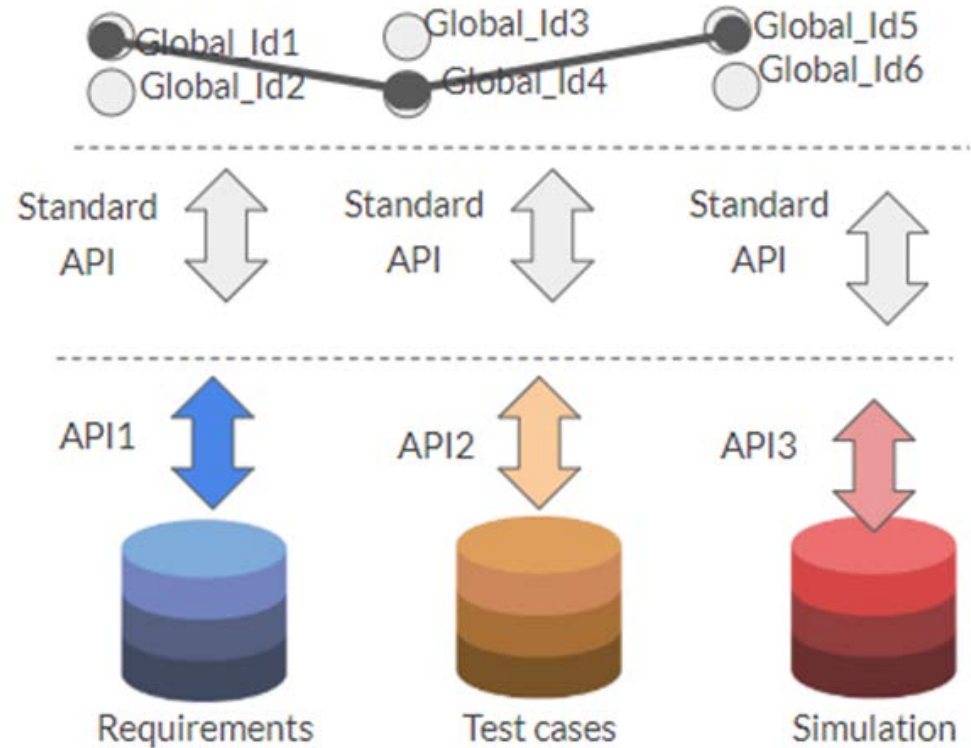 Global_Id1
Global_Id3
Global_Id5
Global_Id2
Global_Id4
Global_Id6
Standard
API
Standard
API
Standard
API
API1
API2
API3
Requirements
Test cases
Simulation